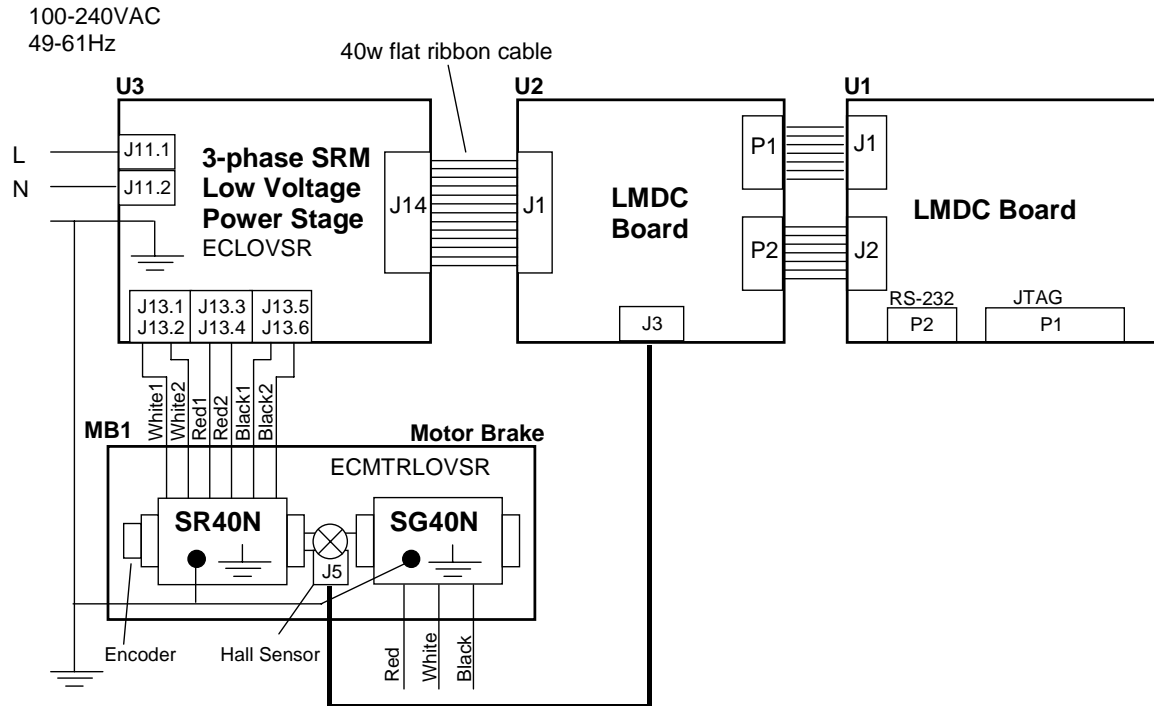 100-240VAC
49-61Hz
40w flat ribbon cable
U3
U2
U1
L
N
J11.1
J11.2
3-phase SRM
Low Voltage
Power Stage
ECLOVSR
J14
J1
LMDC
Board
P1
P2
J1
J2
LMDC Board
J13.1
J13.2
J13.3
J13.4
J13.5
J13.6
J3
RS-232
P2
JTAG
P1
White1
White2
Red1
Red2
Black1
Black2
MB1
Motor Brake
ECMTRLOVSR
SR40N
SG40N
J5
Encoder
Hall Sensor
Red
White
Black